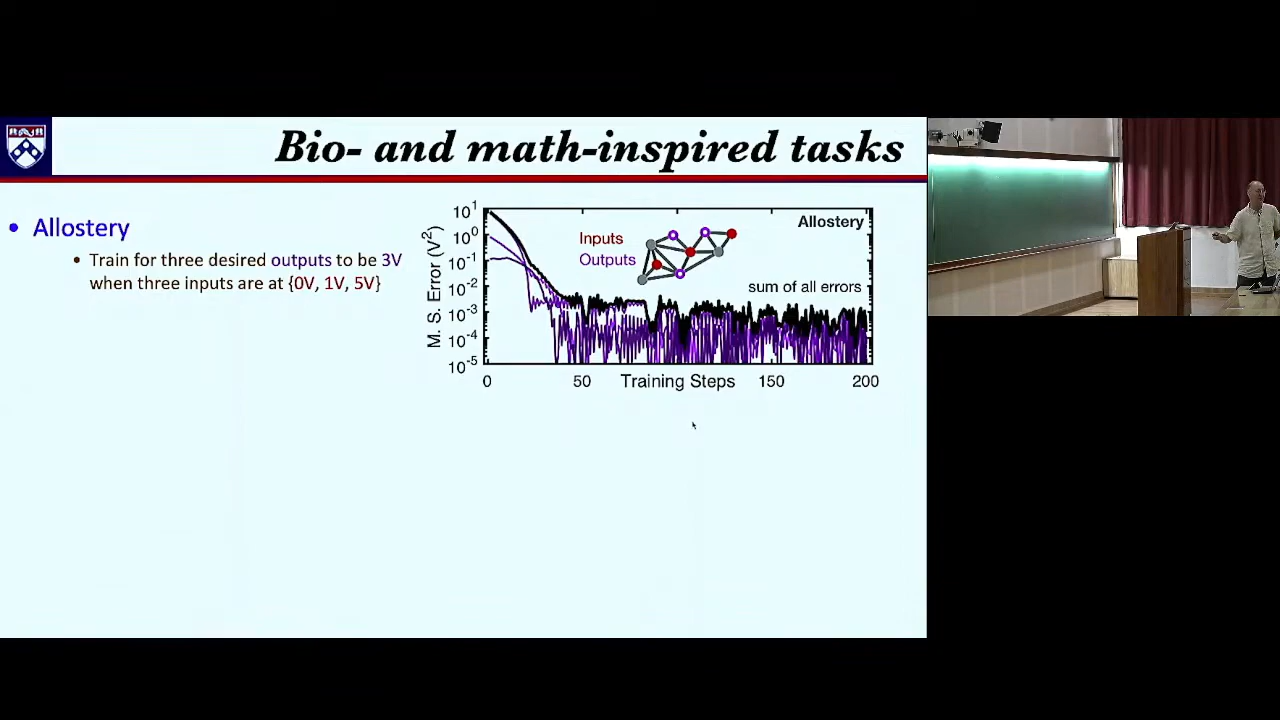 Bio- and math-inspired tasks
• Allostery
• Train for three desired outputs to be 3V
when three inputs are at {0V, 1V, 5V}
M. S. Error (V²)
10¹
10⁰
10⁻¹
10⁻²
10⁻³
10⁻⁴
10⁻⁵
Allostery
Inputs
Outputs
sum of all errors
0 50 Training Steps 150 200